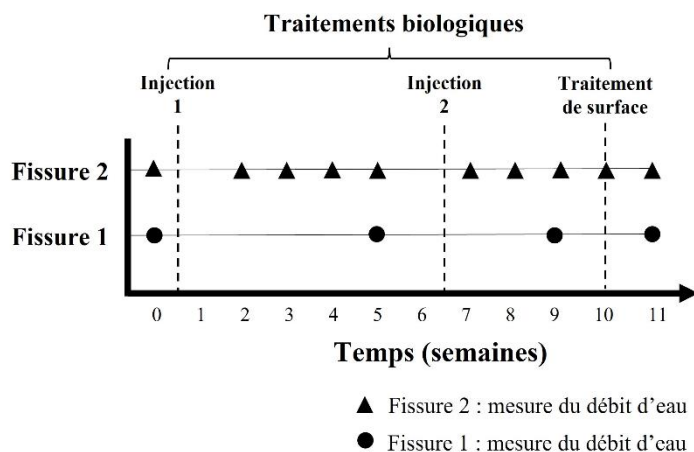 Traitements biologiques
Injection
1
Injection
2
Traitement
de surface
Fissure 2
Fissure 1
0 1 2 3 4 5 6 7 8 9 10 11
Temps (semaines)
Fissure 2 : mesure du débit d’eau
Fissure 1 : mesure du débit d’eau